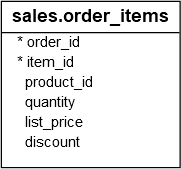 sales.order_items
* order_id
* item_id
product_id
quantity
list_price
discount